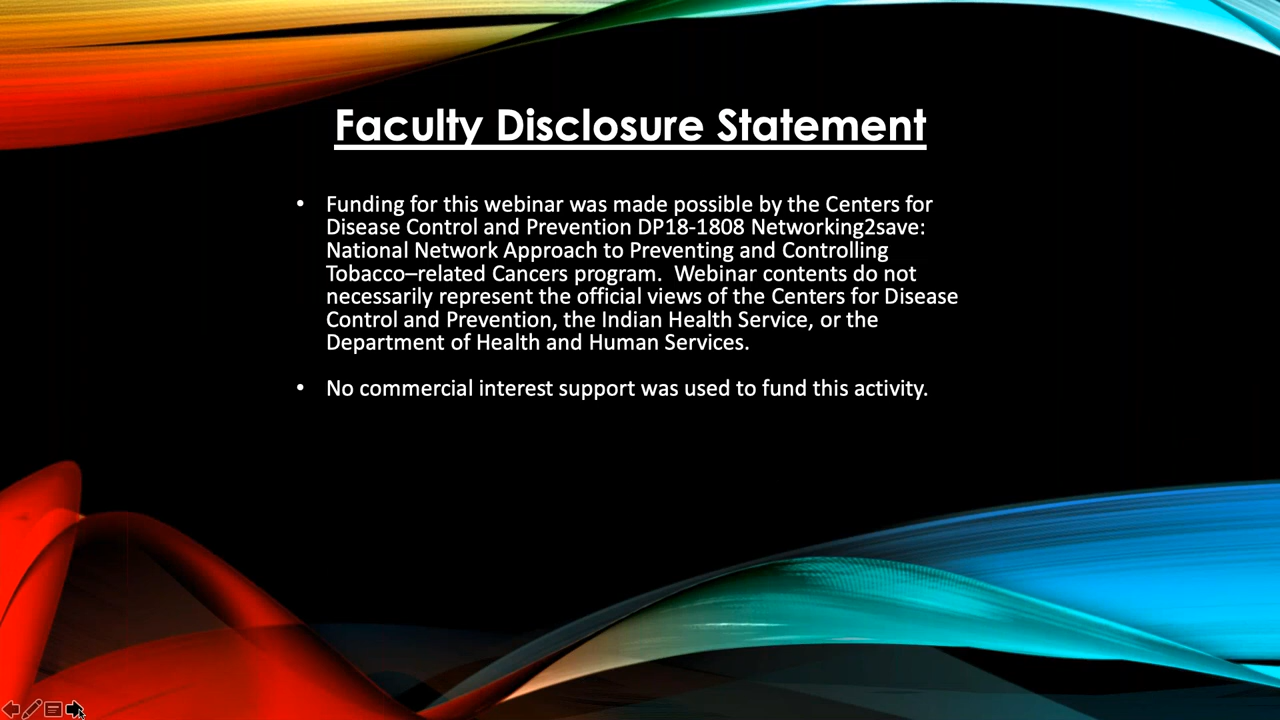 Faculty Disclosure Statement
• Funding for this webinar was made possible by the Centers for
Disease Control and Prevention DP18-1808 Networking2save:
National Network Approach to Preventing and Controlling
Tobacco–related Cancers program.  Webinar contents do not
necessarily represent the official views of the Centers for Disease
Control and Prevention, the Indian Health Service, or the
Department of Health and Human Services.
• No commercial interest support was used to fund this activity.